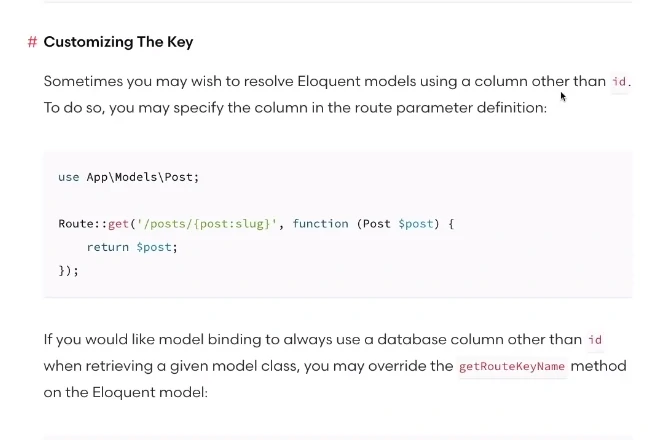 # Customizing The Key
Sometimes you may wish to resolve Eloquent models using a column other than id.
To do so, you may specify the column in the route parameter definition:
use App\Models\Post;
Route::get('/posts/{post:slug}', function (Post $post) {
    return $post;
});
If you would like model binding to always use a database column other than id
when retrieving a given model class, you may override the getRouteKeyName method
on the Eloquent model: